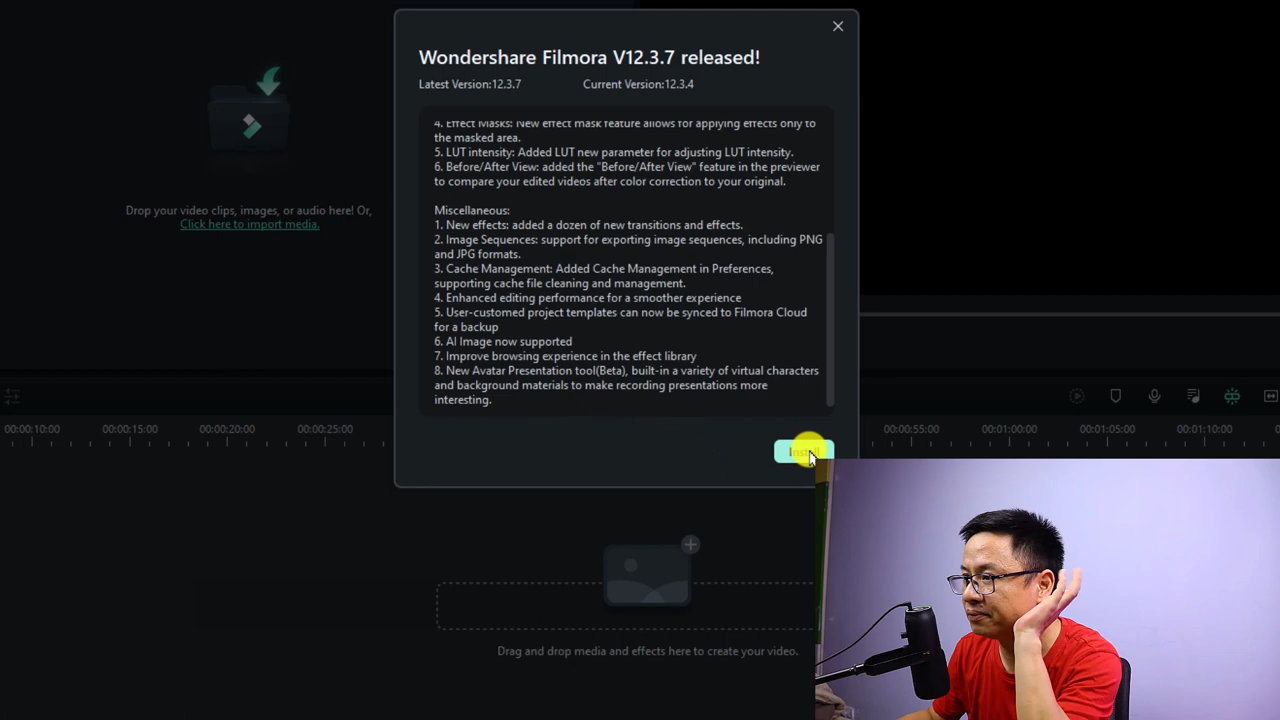 Wondershare Filmora V12.3.7 released!
Latest Version:12.3.7 Current Version:12.3.4
4. Effect Masks: New effect mask feature allows for applying effects only to
the masked area.
5. LUT intensity: Added LUT new parameter for adjusting LUT intensity.
6. Before/After View: added the "Before/After View" feature in the previewer
to compare your edited videos after color correction to your original.
Miscellaneous:
1. New effects: added a dozen of new transitions and effects.
2. Image Sequences: support for exporting image sequences, including PNG
and JPG formats.
3. Cache Management: Added Cache Management in Preferences,
supporting cache file cleaning and management.
4. Enhanced editing performance for a smoother experience
5. User-customed project templates can now be synced to Filmora Cloud
for a backup
6. AI Image now supported
7. Improve browsing experience in the effect library
8. New Avatar Presentation tool(Beta), built-in a variety of virtual characters
and background materials to make recording presentations more
interesting.
Install
Drop your video clips, images, or audio here! Or,
Click here to import media.
00:00:10:00 00:00:15:00 00:00:20:00 00:00:25:00 00:00:55:00 00:01:00:00 00:01:05:00 00:01:10:00
Drag and drop media and effects here to create your video.